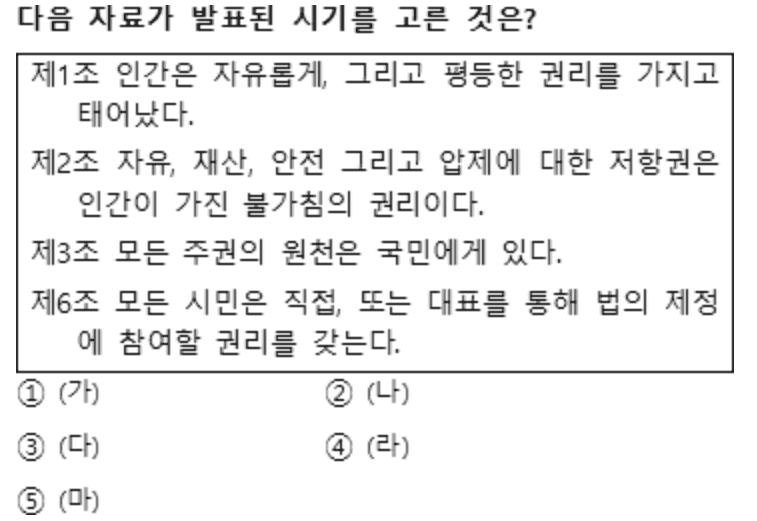 다음 자료가 발표된 시기를 고른 것은?
제1조 인간은 자유롭게, 그리고 평등한 권리를 가지고
태어났다.
제2조 자유, 재산, 안전 그리고 압제에 대한 저항권은
인간이 가진 불가침의 권리이다.
제3조 모든 주권의 원천은 국민에게 있다.
제6조 모든 시민은 직접, 또는 대표를 통해 법의 제정
에 참여할 권리를 갖는다.
① (가) ② (나)
③ (다) ④ (라)
⑤ (마)